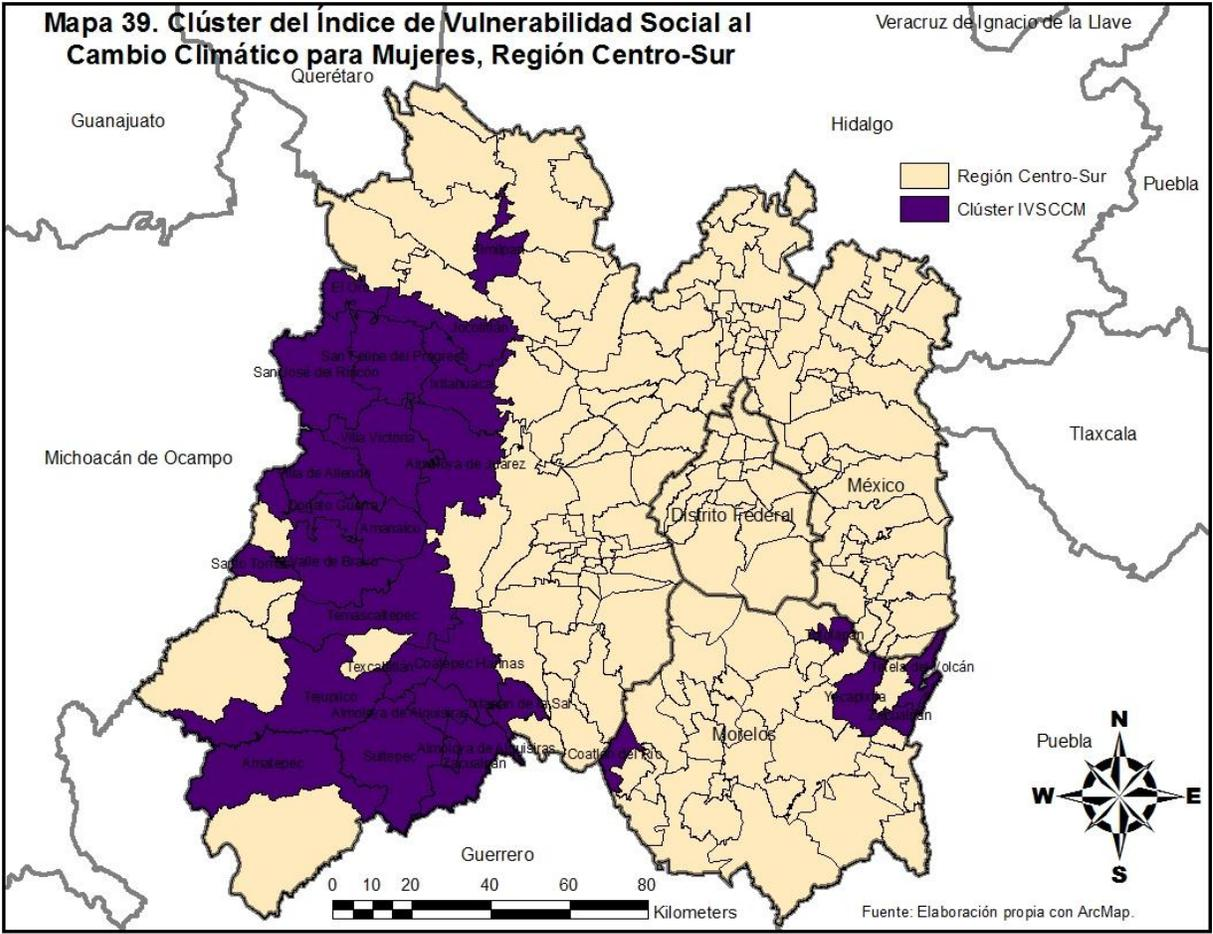 Mapa 39. Clúster del Índice de Vulnerabilidad Social al
Cambio Climático para Mujeres, Región Centro-Sur
Veracruz de Ignacio de la Llave
Querétaro
Guanajuato
Hidalgo
Región Centro-Sur
Puebla
Clúster IVSCCM
Timilpan
El Oro
Jocotitlán
San Felipe del Progreso
San José del Rincón
Ixtlahuaca
Tlaxcala
Villa Victoria
Michoacán de Ocampo
Almoloya de Juárez
Villa de Allende
México
Donato Guerra
Distrito Federal
Amanalco
Santo Tomás
Valle de Bravo
Temascaltepec
Texcaltitlán
Coatepec Harinas
Tetela del Volcán
Tejupilco
Yecapixtla
Ixtapan de la Sal
Almoloya de Alquisiras
Zacualpan
Morelos
Puebla
Almoloya de Alquisiras
Sultepec
Coatlán del Río
Amatepec
Zacualpan
N
W
E
S
Guerrero
0 10 20 40 60 80
Kilometers
Fuente: Elaboración propia con ArcMap.